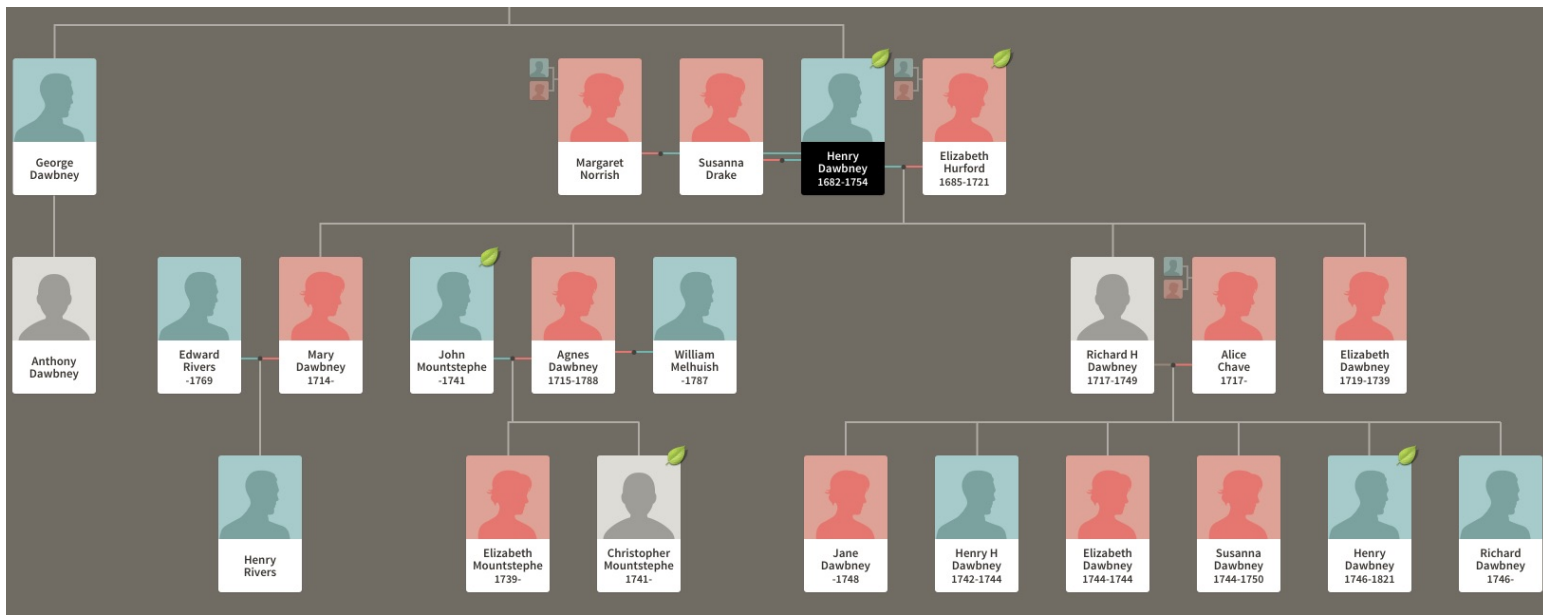 George
Dawbney
Margaret
Norrish
Susanna
Drake
Henry
Dawbney
1682-1754
Elizabeth
Hurford
1685-1721
Anthony
Dawbney
Edward
Rivers
-1769
Mary
Dawbney
1714-
John
Mountstephe
-1741
Agnes
Dawbney
1715-1788
William
Melhuish
-1787
Richard H
Dawbney
1717-1749
Alice
Chave
1717-
Elizabeth
Dawbney
1719-1739
Henry
Rivers
Elizabeth
Mountstephe
1739-
Christopher
Mountstephe
1741-
Jane
Dawbney
-1748
Henry H
Dawbney
1742-1744
Elizabeth
Dawbney
1744-1744
Susanna
Dawbney
1744-1750
Henry
Dawbney
1746-1821
Richard
Dawbney
1746-